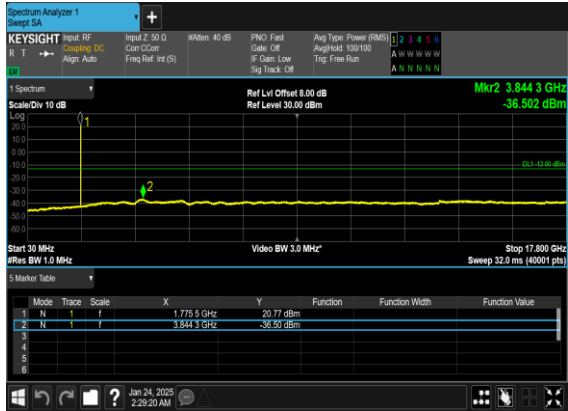 Spectrum Analyzer 1
Swept SA
+
KEYSIGHT Input: RF Input Z: 50 Ω #Atten: 40 dB PNO: Fast Avg Type: Power (RMS) 1 2 3 4 5 6
R T Coupling: DC Corr CCorr Gate: Off Avg|Hold: 100/100 A W W W W W
Align: Auto Freq Ref: Int (S) IF Gain: Low Trig: Free Run
Sig Track: Off A N N N N N
1 Spectrum Ref Lvl Offset 8.00 dB Mkr2 3.844 3 GHz
Scale/Div 10 dB Ref Level 30.00 dBm -36.502 dBm
Log
20.0
10.0
0.00
-10.0
-20.0
-30.0
-40.0
-50.0
-60.0
1
2
DL1 -13.00 dBm
Start 30 MHz Video BW 3.0 MHz* Stop 17.800 GHz
#Res BW 1.0 MHz Sweep 32.0 ms (40001 pts)
5 Marker Table
Mode Trace Scale X Y Function Function Width Function Value
1 N 1 f 1.775 5 GHz 20.77 dBm
2 N 1 f 3.844 3 GHz -36.50 dBm
3
4
5
6
? Jan 24, 2025
2:29:20 AM